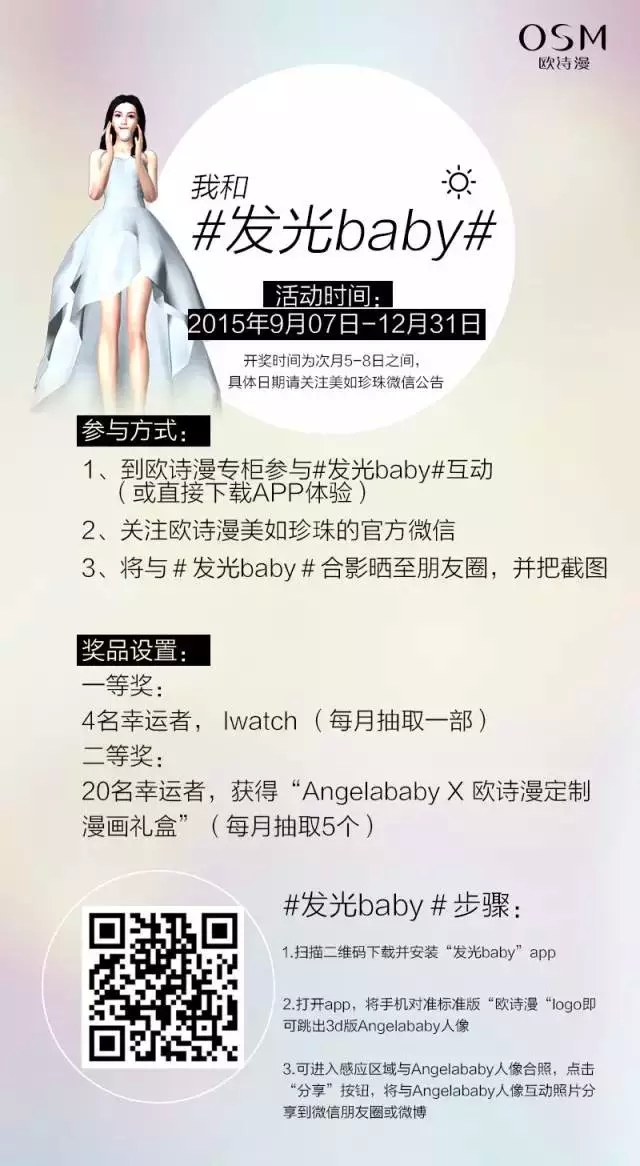 OSM
欧诗漫
我和
#发光baby#
活动时间：
2015年9月07日-12月31日
开奖时间为次月5-8日之间，
具体日期请关注美如珍珠微信公告
参与方式：
1、到欧诗漫专柜参与#发光baby#互动
（或直接下载APP体验）
2、关注欧诗漫美如珍珠的官方微信
3、将与＃发光baby＃合影晒至朋友圈，并把截图
奖品设置：
一等奖：
4名幸运者， Iwatch（每月抽取一部）
二等奖：
20名幸运者，获得“Angelababy X 欧诗漫定制
漫画礼盒”（每月抽取5个）
#发光baby＃步骤：
1.扫描二维码下载并安装“发光baby”app
2.打开app，将手机对准标准版“欧诗漫“logo即
可跳出3d版Angelababy人像
3.可进入感应区域与Angelababy人像合照，点击
“分享”按钮，将与Angelababy人像互动照片分
享到微信朋友圈或微博